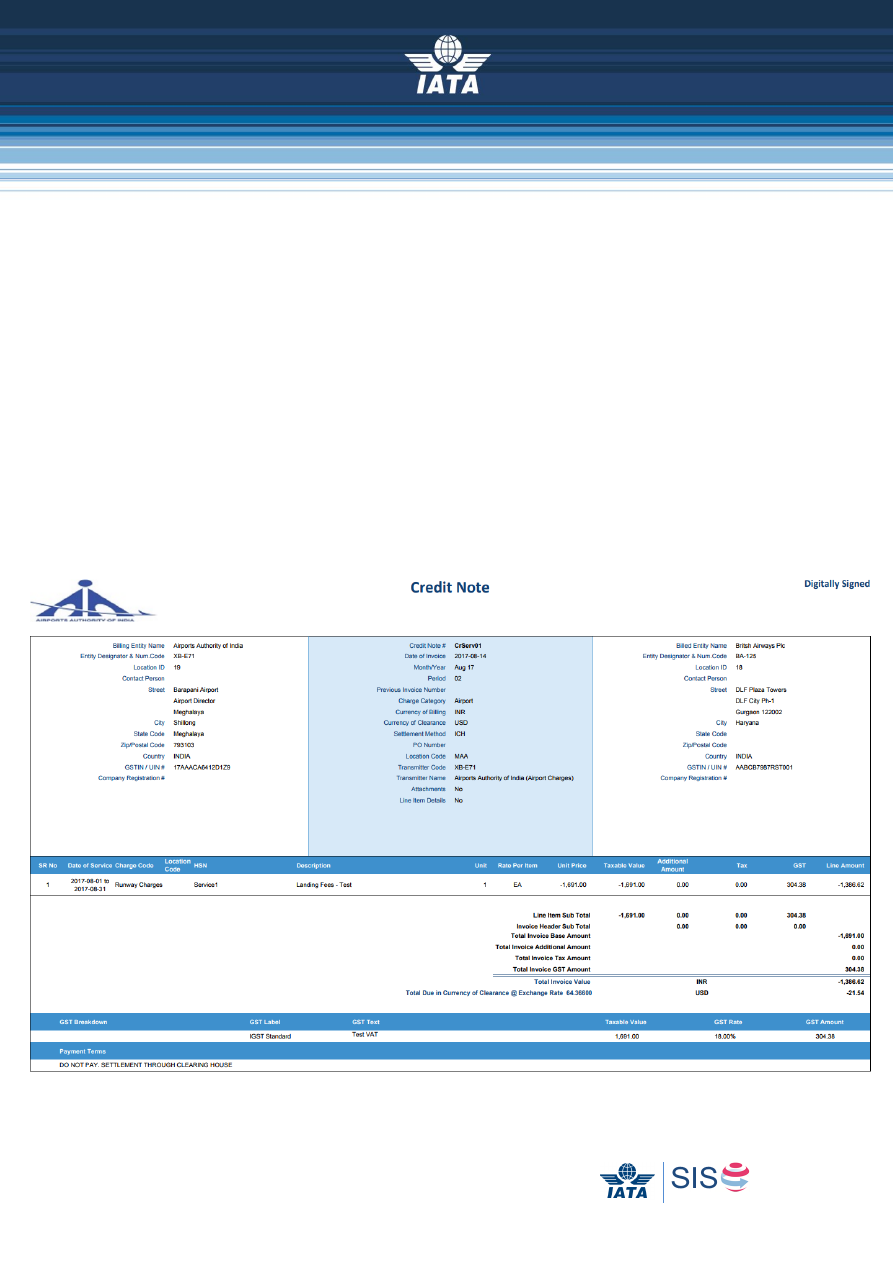 IATA
AIRPORTS AUTHORITY OF INDIA
Credit Note
Digitally Signed
Billing Entity Name Airports Authority of India
Entity Designator & Num.Code XB-E71
Location ID 19
Contact Person
Street Barapani Airport
Airport Director
Meghalaya
City Shillong
State Code Meghalaya
Zip/Postal Code 793103
Country INDIA
GSTIN / UIN # 17AAACA6412D1Z9
Company Registration #
Credit Note # CrServ01
Date of Invoice 2017-08-14
Month/Year Aug 17
Period 02
Previous Invoice Number
Charge Category Airport
Currency of Billing INR
Currency of Clearance USD
Settlement Method ICH
PO Number
Location Code MAA
Transmitter Code XB-E71
Transmitter Name Airports Authority of India (Airport Charges)
Attachments No
Line Item Details No
Billed Entity Name British Airways Plc
Entity Designator & Num.Code BA-125
Location ID 18
Contact Person
Street DLF Plaza Towers
DLF City Ph-1
Gurgaon 122002
City Haryana
State Code
Zip/Postal Code
Country INDIA
GSTIN / UIN # AABCB7987RST001
Company Registration #
SR No Date of Service Charge Code Location Code HSN Description Unit Rate Per Item Unit Price Taxable Value Additional Amount Tax GST Line Amount
1 2017-08-01 to 2017-08-31 Runway Charges Service1 Landing Fees - Test 1 EA -1,691.00 -1,691.00 0.00 0.00 304.38 -1,386.62
Line Item Sub Total -1,691.00 0.00 0.00 304.38
Invoice Header Sub Total 0.00 0.00 0.00
Total Invoice Base Amount -1,691.00
Total Invoice Additional Amount 0.00
Total Invoice Tax Amount 0.00
Total Invoice GST Amount 304.38
Total Invoice Value INR -1,386.62
Total Due in Currency of Clearance @ Exchange Rate 64.36600 USD -21.54
GST Breakdown GST Label GST Text Taxable Value GST Rate GST Amount
IGST Standard Test VAT 1,691.00 18.00% 304.38
Payment Terms
DO NOT PAY. SETTLEMENT THROUGH CLEARING HOUSE
IATA SIS